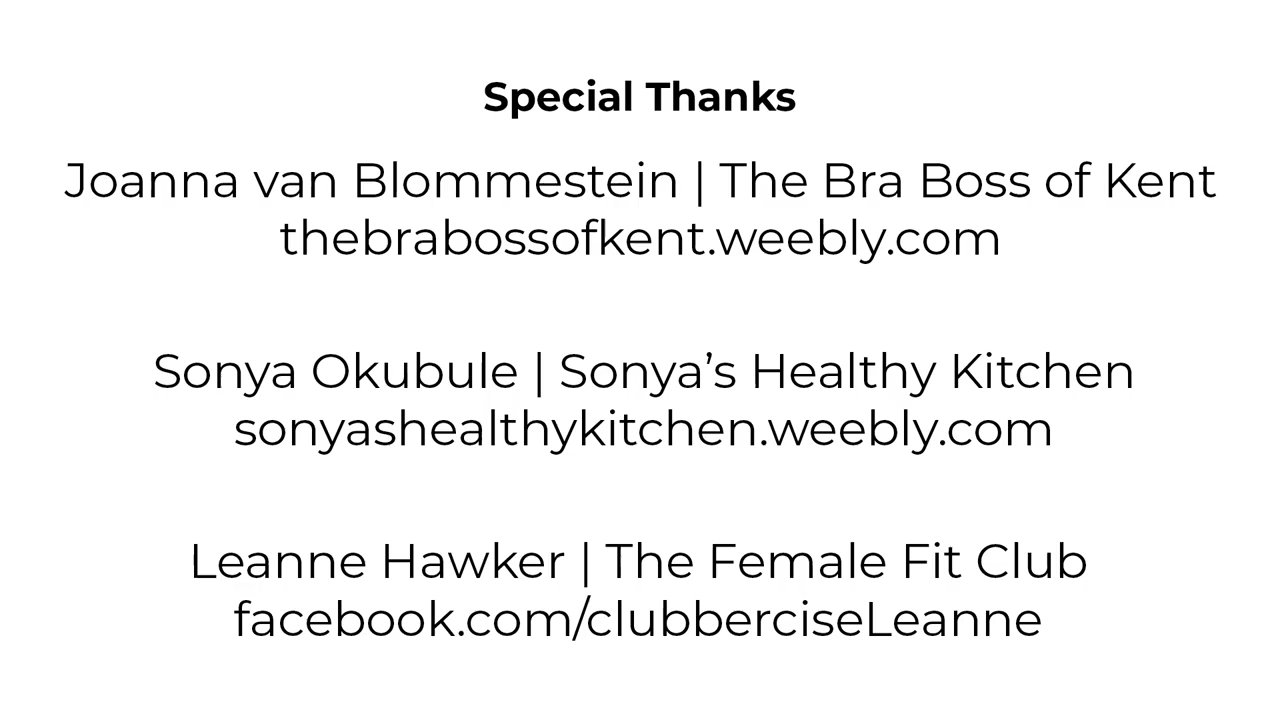 Special Thanks
Joanna van Blommestein | The Bra Boss of Kent
thebrabossofkent.weebly.com
Sonya Okubule | Sonya’s Healthy Kitchen
sonyashealthykitchen.weebly.com
Leanne Hawker | The Female Fit Club
facebook.com/clubberciseLeanne